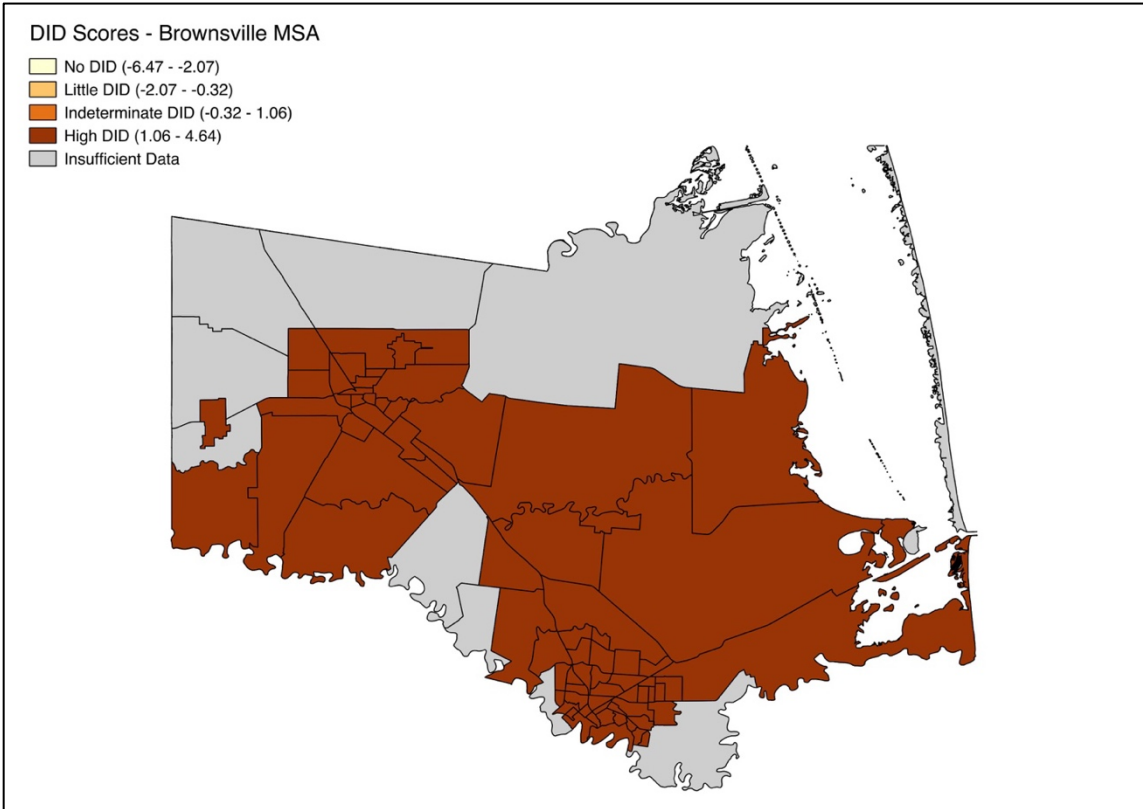 DID Scores - Brownsville MSA
No DID (-6.47 - -2.07)
Little DID (-2.07 - -0.32)
Indeterminate DID (-0.32 - 1.06)
High DID (1.06 - 4.64)
Insufficient Data